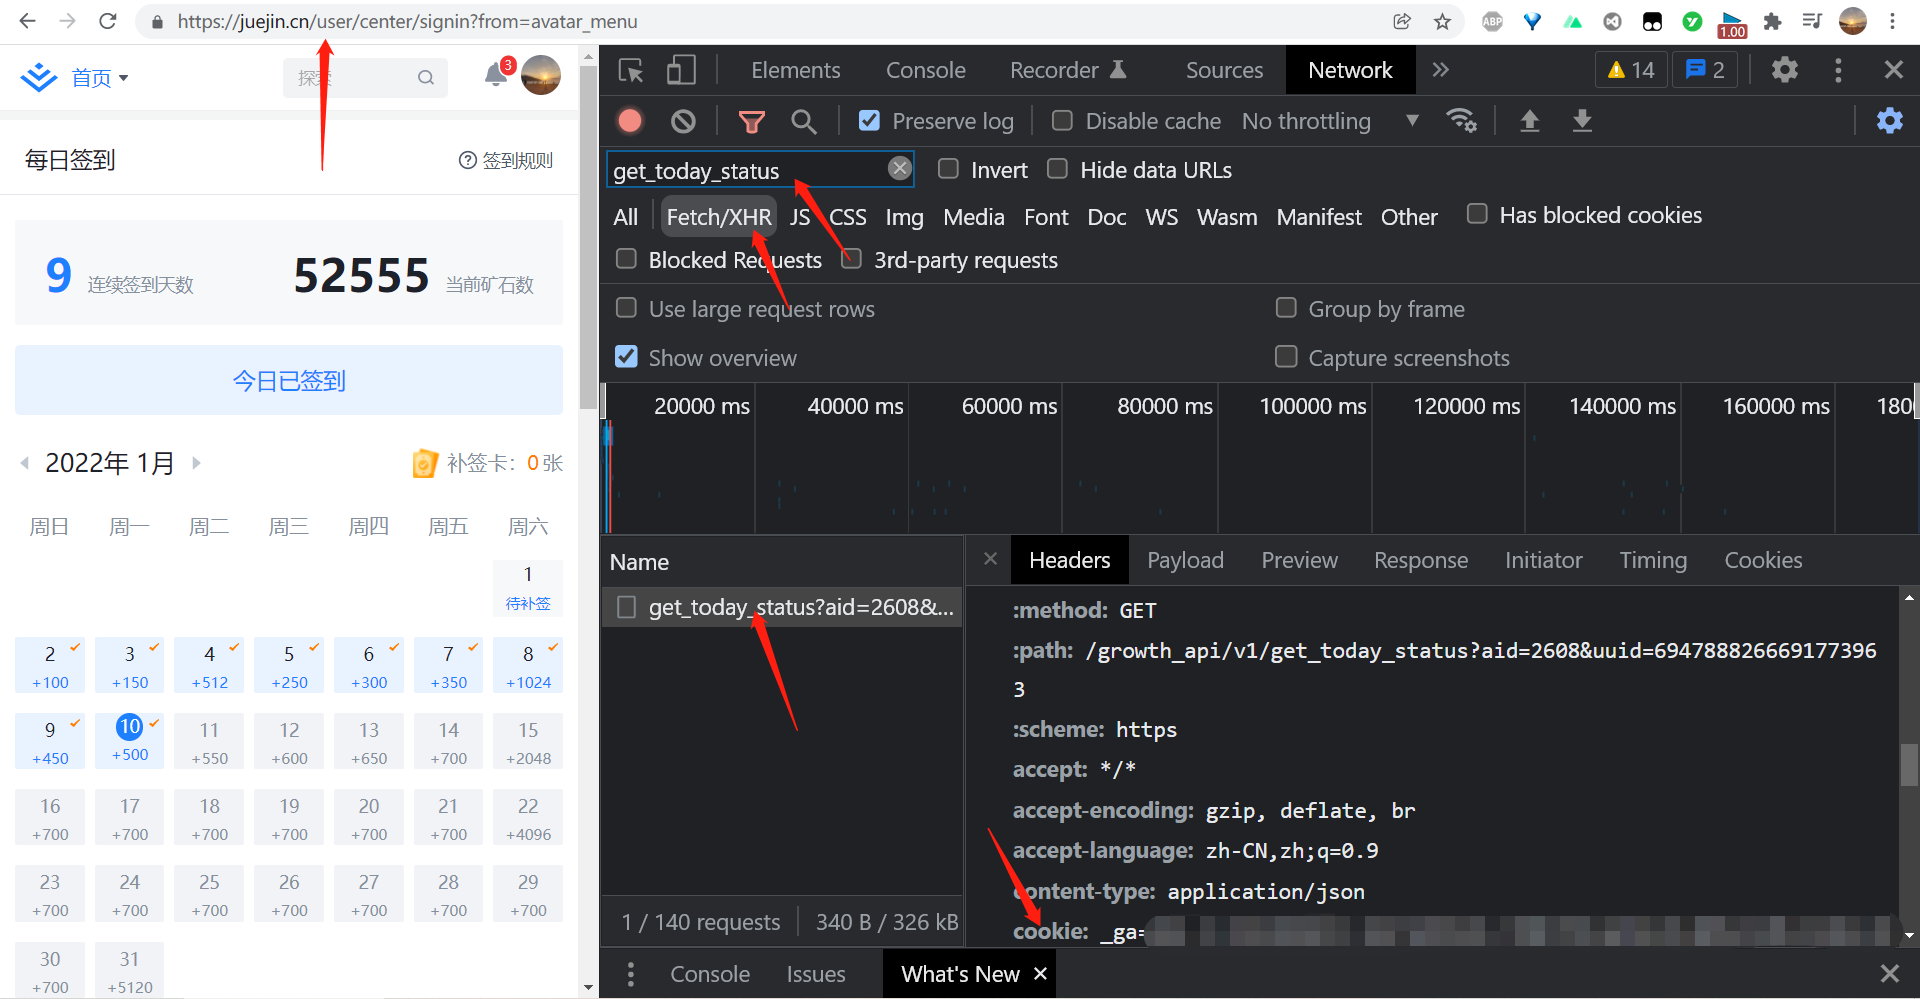 https://juejin.cn/user/center/signin?from=avatar_menu
ABP
1.00
首页
探索
3
每日签到
签到规则
9 连续签到天数
52555 当前矿石数
今日已签到
2022年 1月
补签卡: 0 张
周日 周一 周二 周三 周四 周五 周六
1
待补签
2 3 4 5 6 7 8
+100 +150 +512 +250 +300 +350 +1024
9 10 11 12 13 14 15
+450 +500 +550 +600 +650 +700 +2048
16 17 18 19 20 21 22
+700 +700 +700 +700 +700 +700 +4096
23 24 25 26 27 28 29
+700 +700 +700 +700 +700 +700 +700
30 31
+700 +5120
Elements Console Recorder Sources Network
14 2
Preserve log Disable cache No throttling
get_today_status
Invert Hide data URLs
All Fetch/XHR JS CSS Img Media Font Doc WS Wasm Manifest Other Has blocked cookies
Blocked Requests 3rd-party requests
Use large request rows Group by frame
Show overview Capture screenshots
20000 ms 40000 ms 60000 ms 80000 ms 100000 ms 120000 ms 140000 ms 160000 ms 180
Name
get_today_status?aid=2608&...
1 / 140 requests 340 B / 326 kB
Headers Payload Preview Response Initiator Timing Cookies
:method: GET
:path: /growth_api/v1/get_today_status?aid=2608&uuid=694788826669177396
3
:scheme: https
accept: */*
accept-encoding: gzip, deflate, br
accept-language: zh-CN,zh;q=0.9
content-type: application/json
cookie: _ga=
Console Issues What's New